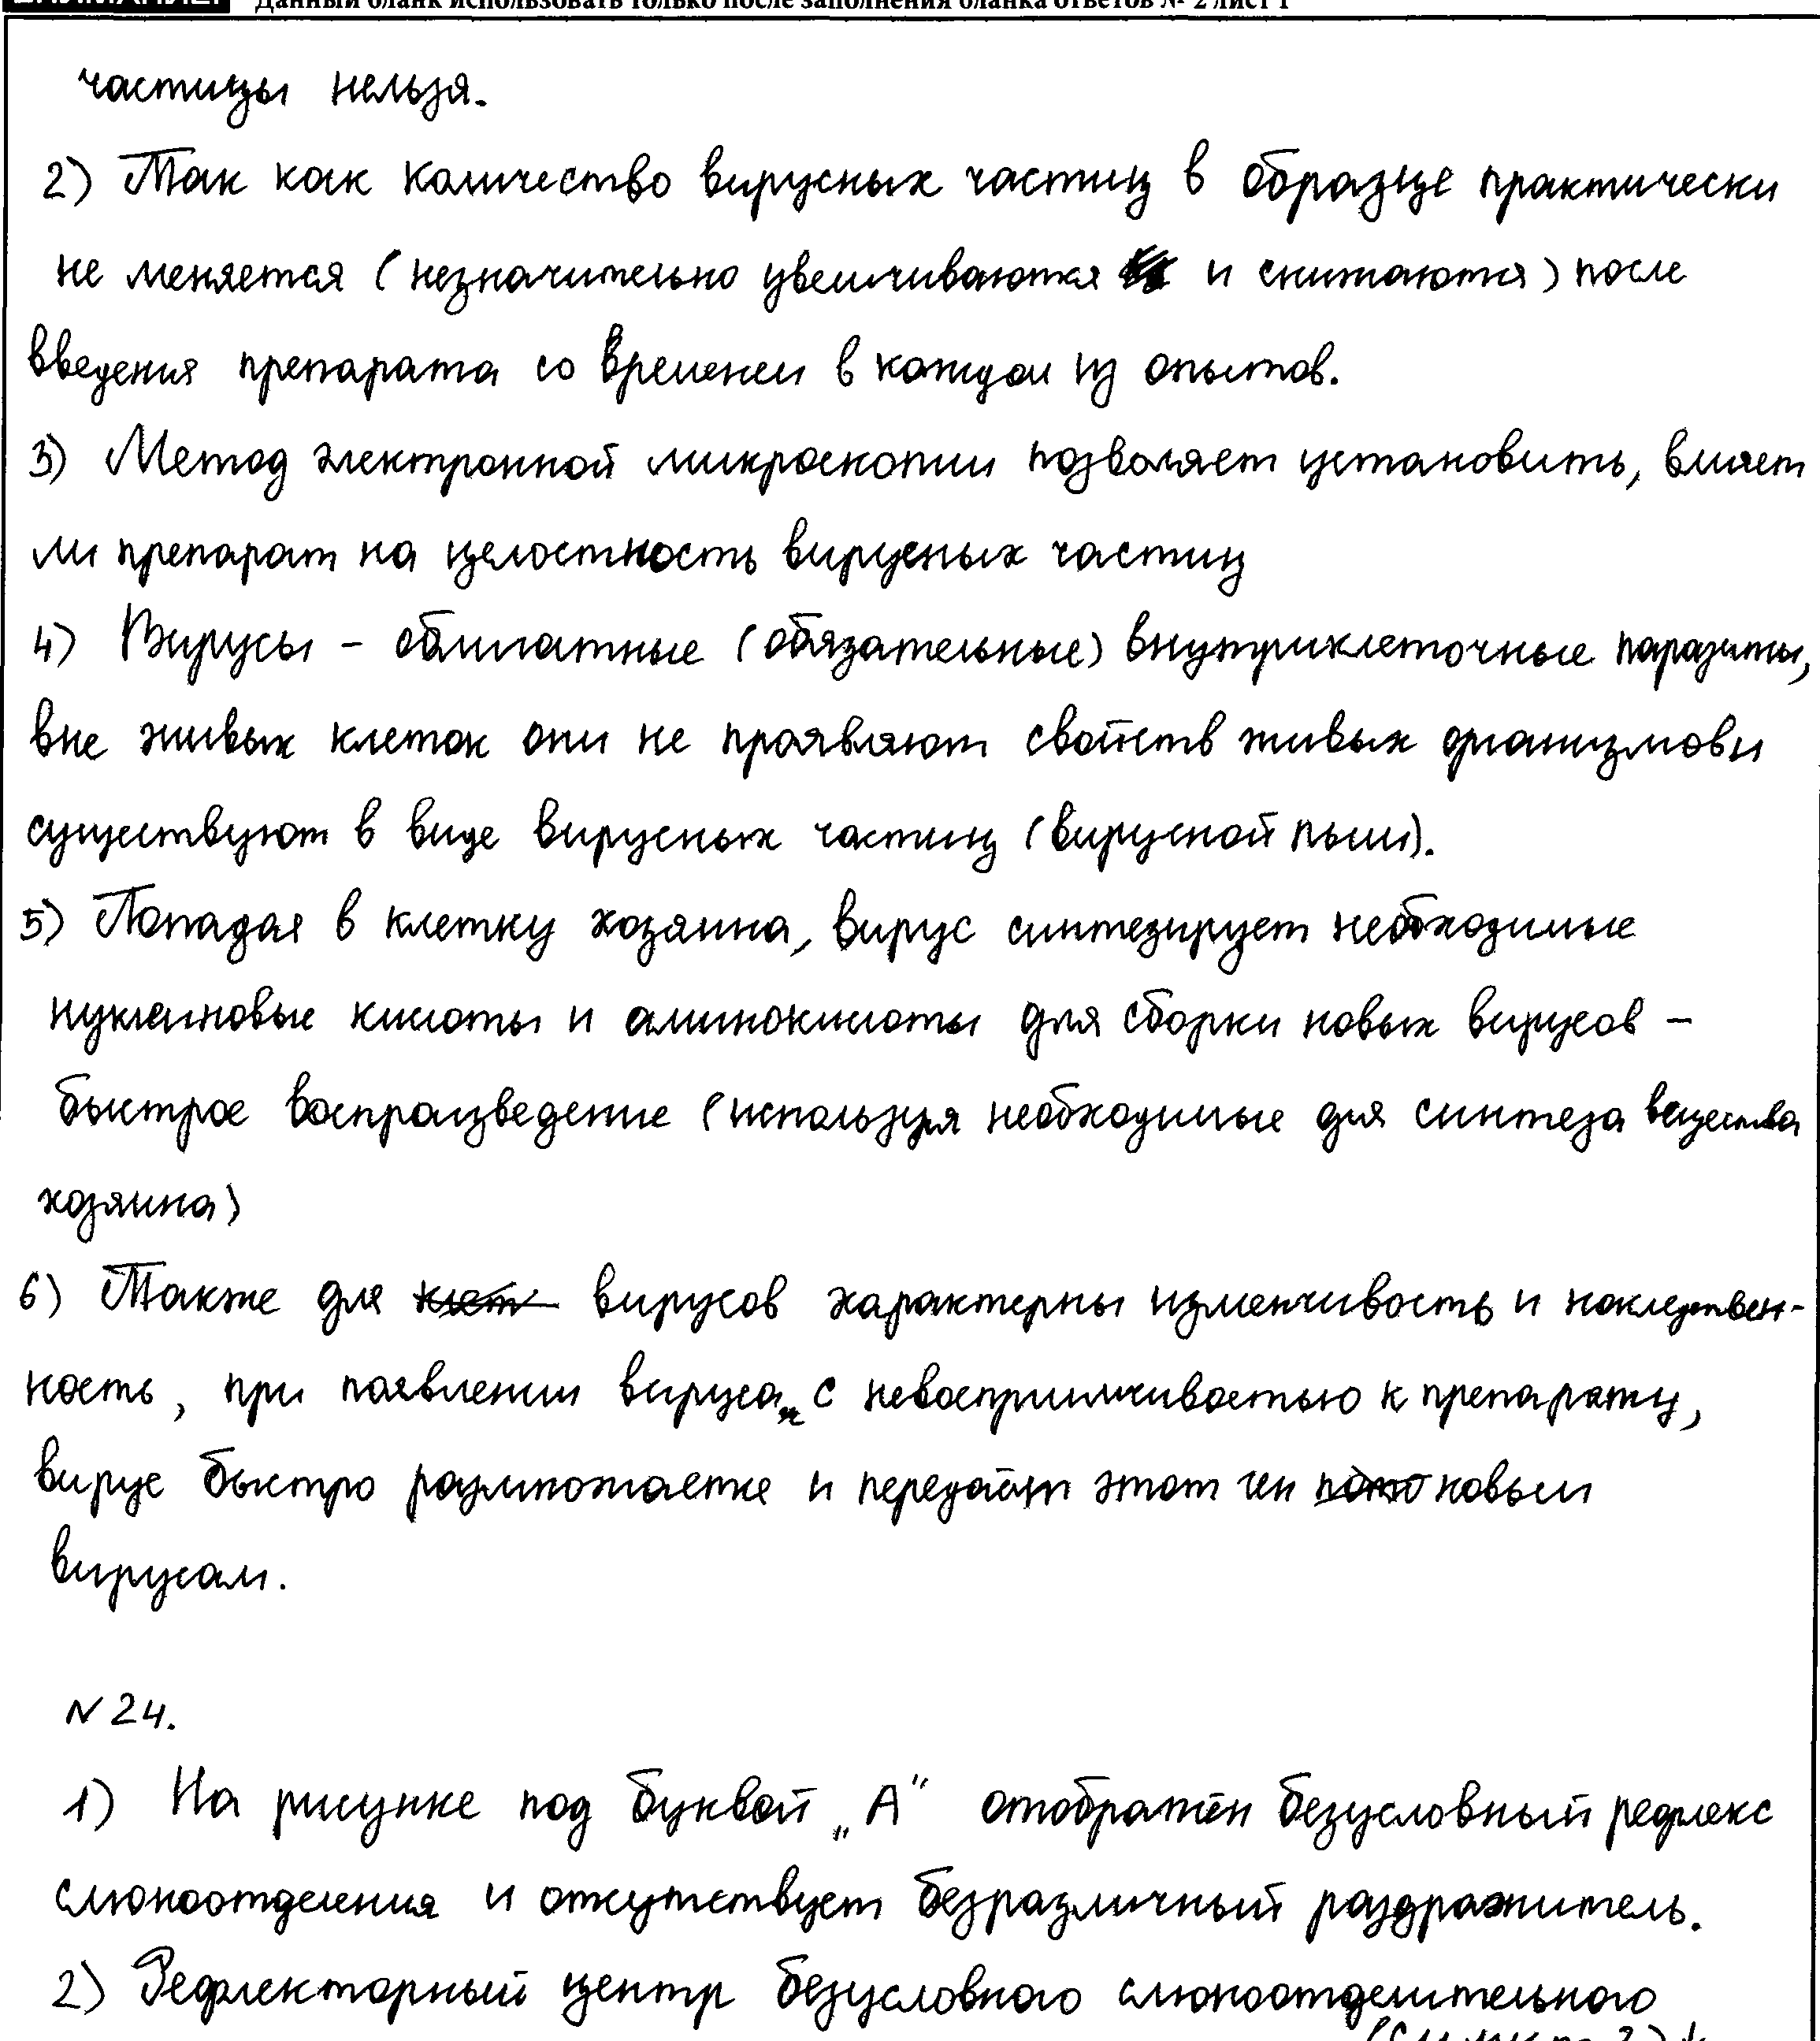 Данный бланк использовать только после заполнения бланка ответов № 2 лист 1
частицы нельзя.
2) Так как количество вирусных частиц в образце практически
не меняется (незначительно увеличиваются и снижаются) после
введения препарата со временем в каждом из опытов.
3) Метод электронной микроскопии позволяет установить, влияет
ли препарат на целостность вирусных частиц
4) Вирусы – облигатные (обязательные) внутриклеточные паразиты,
вне живых клеток они не проявляют свойств живых организмов и
существуют в виде вирусных частиц (вирусной пыли).
5) Попадая в клетку хозяина, вирус синтезирует необходимые
нуклеиновые кислоты и аминокислоты для сборки новых вирусов –
быстрое воспроизведение (используя необходимые для синтеза вещества
хозяина)
6) Также для вирусов характерны изменчивость и наследствен-
ность, при появлении вируса с невосприимчивостью к препарату,
вирус быстро размножается и передаёт этот ген новым
вирусам.
N 24.
1) На рисунке под буквой „А" отображён безусловный рефлекс
слюноотделения и отсутствует безразличный раздражитель.
2) Рефлекторный центр безусловного слюноотделительного